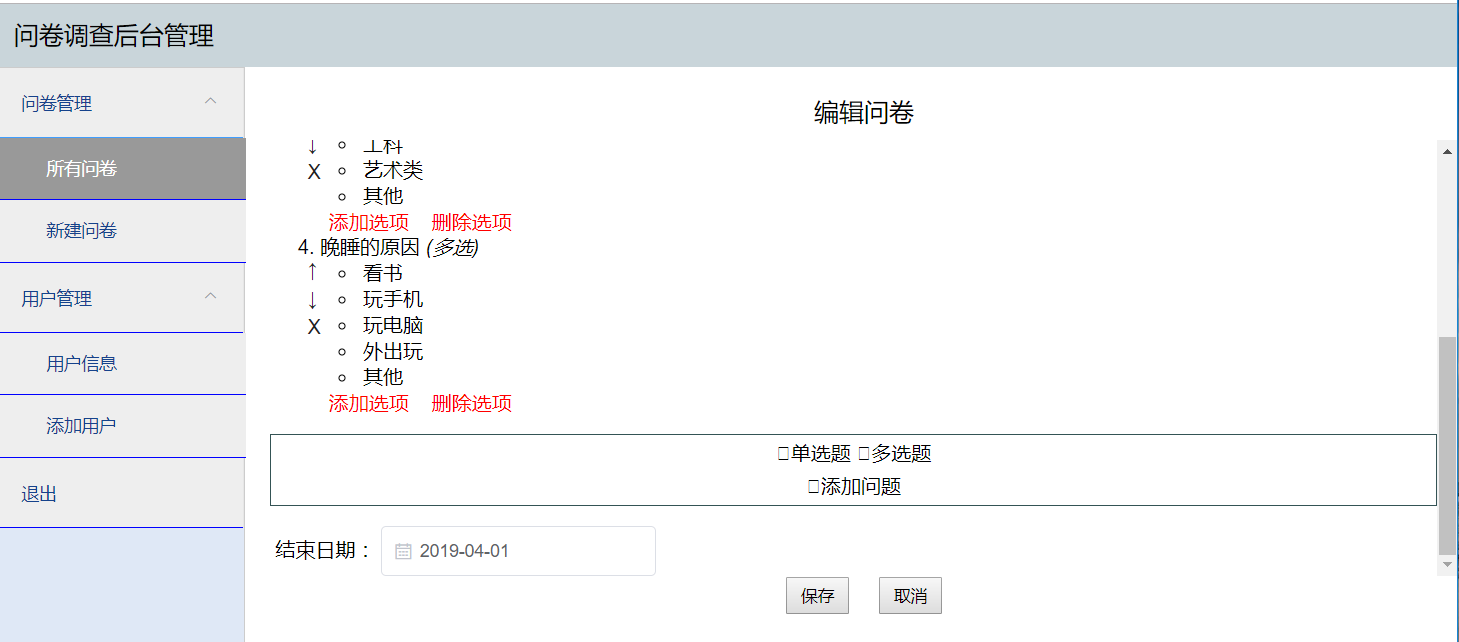 问卷调查后台管理
问卷管理
所有问卷
新建问卷
用户管理
用户信息
添加用户
退出
编辑问卷
↓ 工科
X 艺术类
其他
添加选项 删除选项
4. 晚睡的原因 (多选)
↑ 看书
↓ 玩手机
X 玩电脑
外出玩
其他
添加选项 删除选项
单选题 多选题
添加问题
结束日期： 2019-04-01
保存 取消